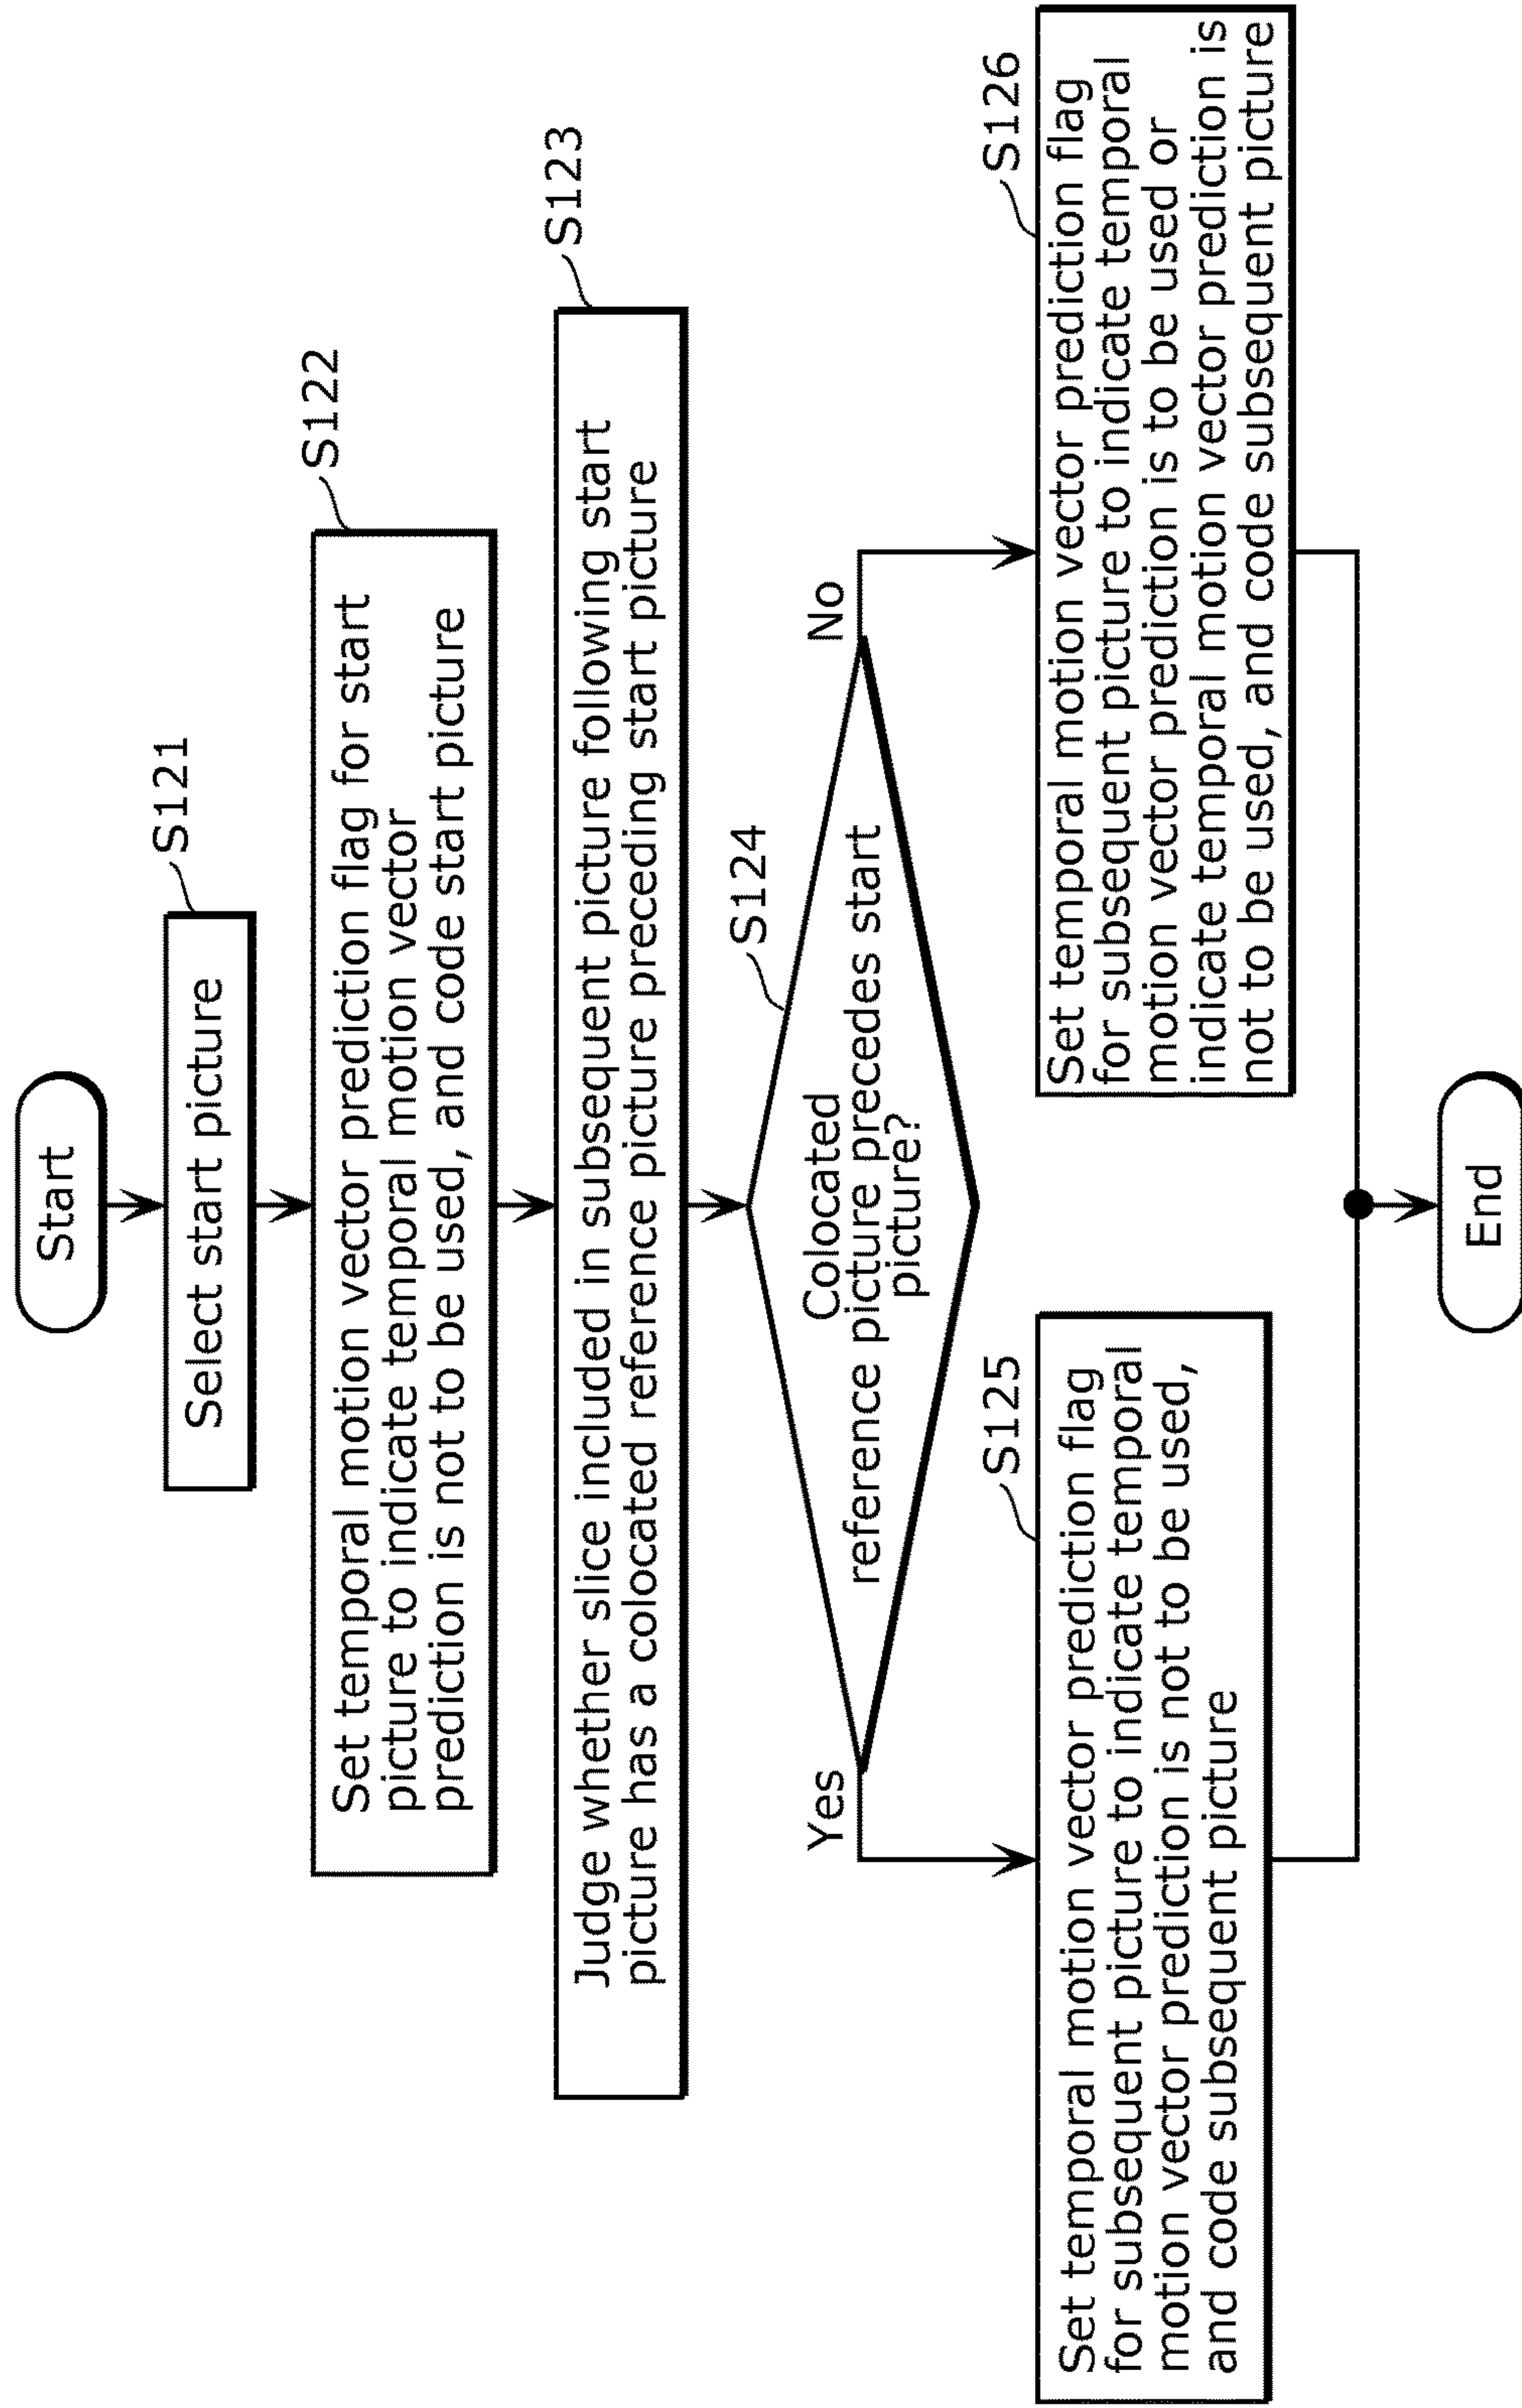 Start
S121
Select start picture
S122
Set temporal motion vector prediction flag for start
picture to indicate temporal motion vector
prediction is not to be used, and code start picture
S123
Judge whether slice included in subsequent picture following start
picture has a colocated reference picture preceding start picture
S124
Colocated
reference picture precedes start
picture?
Yes
No
S125
Set temporal motion vector prediction flag
for subsequent picture to indicate temporal
motion vector prediction is not to be used,
and code subsequent picture
S126
Set temporal motion vector prediction flag
for subsequent picture to indicate temporal
motion vector prediction is to be used or
indicate temporal motion vector prediction is
not to be used, and code subsequent picture
End